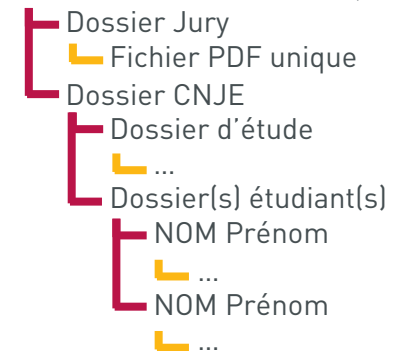 Dossier Jury
Fichier PDF unique
Dossier CNJE
Dossier d'étude
...
Dossier(s) étudiant(s)
NOM Prénom
...
NOM Prénom
...